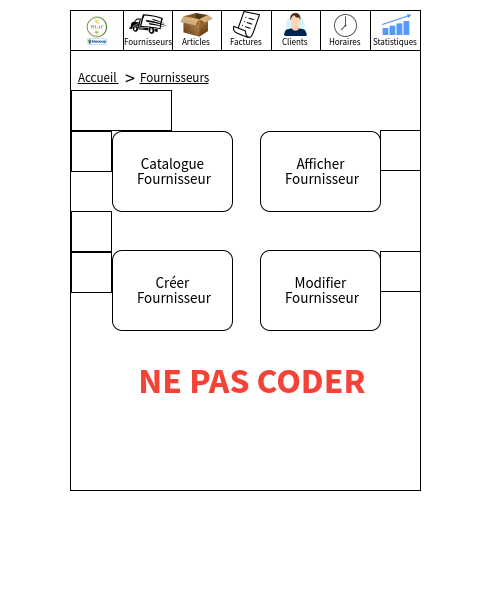 Fournisseurs Articles Factures Clients Horaires Statistiques
Accueil > Fournisseurs
Catalogue
Fournisseur
Afficher
Fournisseur
Créer
Fournisseur
Modifier
Fournisseur
NE PAS CODER